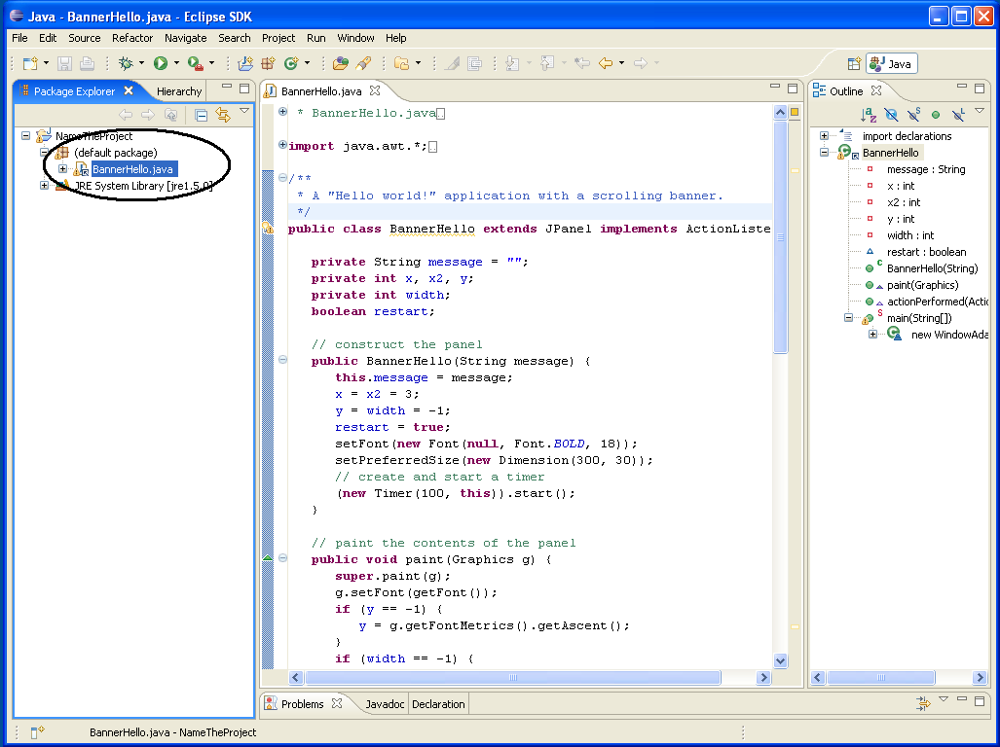 Java - BannerHello.java - Eclipse SDK
File Edit Source Refactor Navigate Search Project Run Window Help
Java
Package Explorer Hierarchy
NameTheProject
(default package)
BannerHello.java
JRE System Library [jre1.5.0]
BannerHello.java
* BannerHello.java
import java.awt.*;
/**
* A "Hello world!" application with a scrolling banner.
*/
public class BannerHello extends JPanel implements ActionListe
private String message = "";
private int x, x2, y;
private int width;
boolean restart;
// construct the panel
public BannerHello(String message) {
this.message = message;
x = x2 = 3;
y = width = -1;
restart = true;
setFont(new Font(null, Font.BOLD, 18));
setPreferredSize(new Dimension(300, 30));
// create and start a timer
(new Timer(100, this)).start();
}
// paint the contents of the panel
public void paint(Graphics g) {
super.paint(g);
g.setFont(getFont());
if (y == -1) {
y = g.getFontMetrics().getAscent();
}
if (width == -1) {
Outline
import declarations
BannerHello
message : String
x : int
x2 : int
y : int
width : int
restart : boolean
BannerHello(String)
paint(Graphics)
actionPerformed(Actic
main(String[])
new WindowAda
Problems Javadoc Declaration
BannerHello.java - NameTheProject